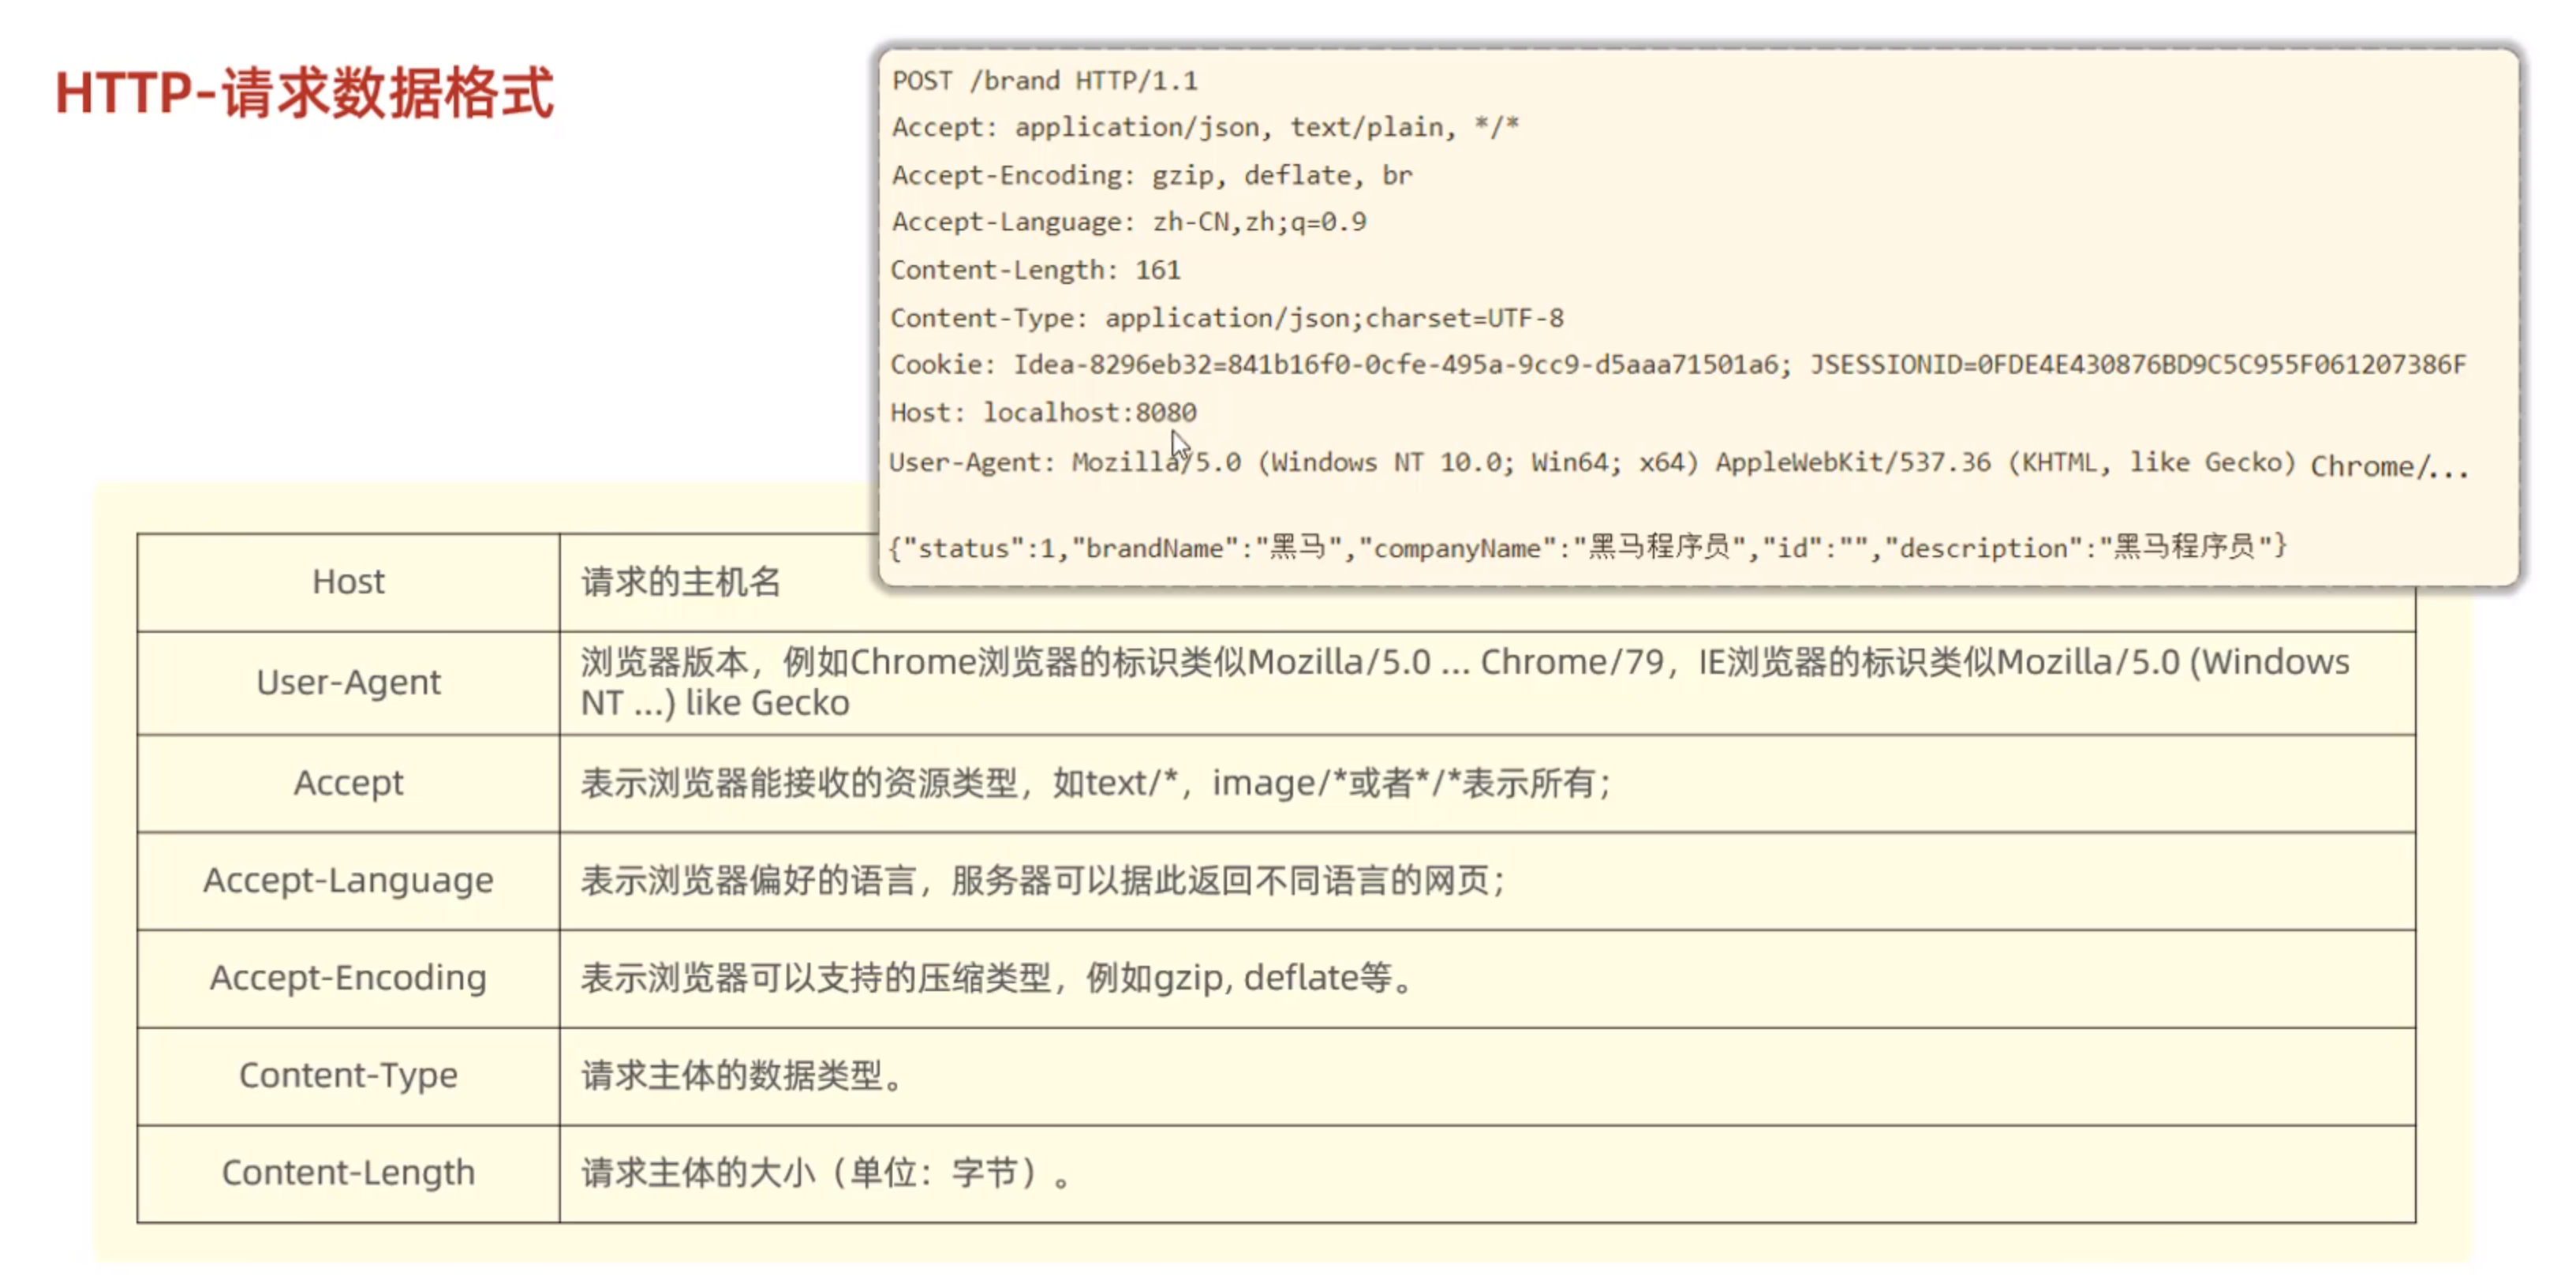 HTTP-请求数据格式
POST /brand HTTP/1.1
Accept: application/json, text/plain, */*
Accept-Encoding: gzip, deflate, br
Accept-Language: zh-CN,zh;q=0.9
Content-Length: 161
Content-Type: application/json;charset=UTF-8
Cookie: Idea-8296eb32=841b16f0-0cfe-495a-9cc9-d5aaa71501a6; JSESSIONID=0FDE4E430876BD9C5C955F061207386F
Host: localhost:8080
User-Agent: Mozilla/5.0 (Windows NT 10.0; Win64; x64) AppleWebKit/537.36 (KHTML, like Gecko) Chrome/...
{"status":1,"brandName":"黑马","companyName":"黑马程序员","id":"","description":"黑马程序员"}
Host 请求的主机名
User-Agent 浏览器版本，例如Chrome浏览器的标识类似Mozilla/5.0 ... Chrome/79，IE浏览器的标识类似Mozilla/5.0 (Windows
NT ...) like Gecko
Accept 表示浏览器能接收的资源类型，如text/*，image/*或者*/*表示所有；
Accept-Language 表示浏览器偏好的语言，服务器可以据此返回不同语言的网页；
Accept-Encoding 表示浏览器可以支持的压缩类型，例如gzip, deflate等。
Content-Type 请求主体的数据类型。
Content-Length 请求主体的大小（单位：字节）。